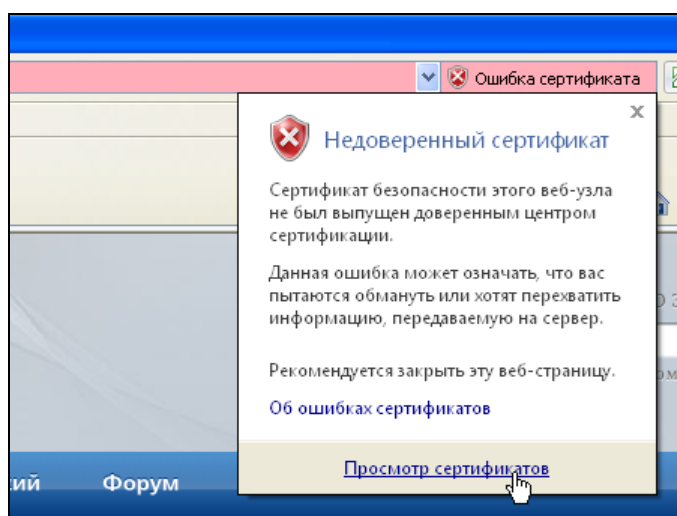 Ошибка сертификата
x
Недоверенный сертификат
Сертификат безопасности этого веб-узла
не был выпущен доверенным центром
сертификации.
Данная ошибка может означать, что вас
пытаются обмануть или хотят перехватить
информацию, передаваемую на сервер.
Рекомендуется закрыть эту веб-страницу.
Об ошибках сертификатов
Просмотр сертификатов
Форум